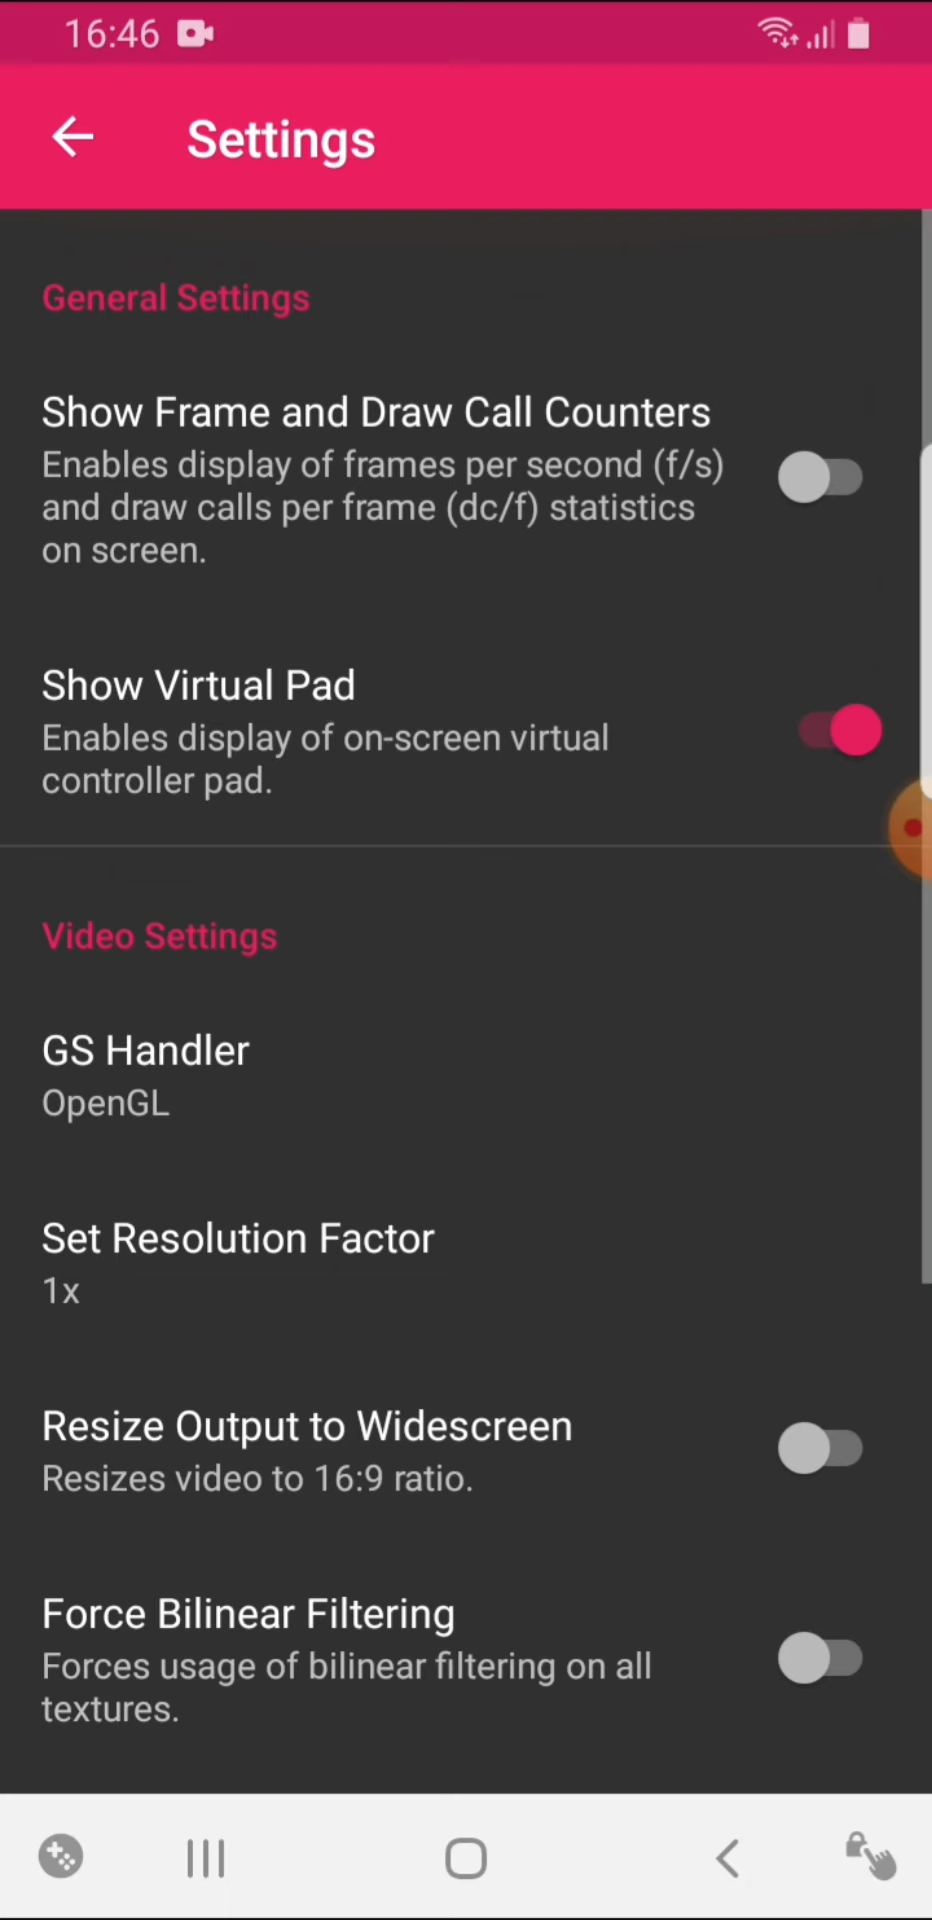 16:46
Settings
General Settings
Show Frame and Draw Call Counters
Enables display of frames per second (f/s)
and draw calls per frame (dc/f) statistics
on screen.
Show Virtual Pad
Enables display of on-screen virtual
controller pad.
Video Settings
GS Handler
OpenGL
Set Resolution Factor
1x
Resize Output to Widescreen
Resizes video to 16:9 ratio.
Force Bilinear Filtering
Forces usage of bilinear filtering on all
textures.